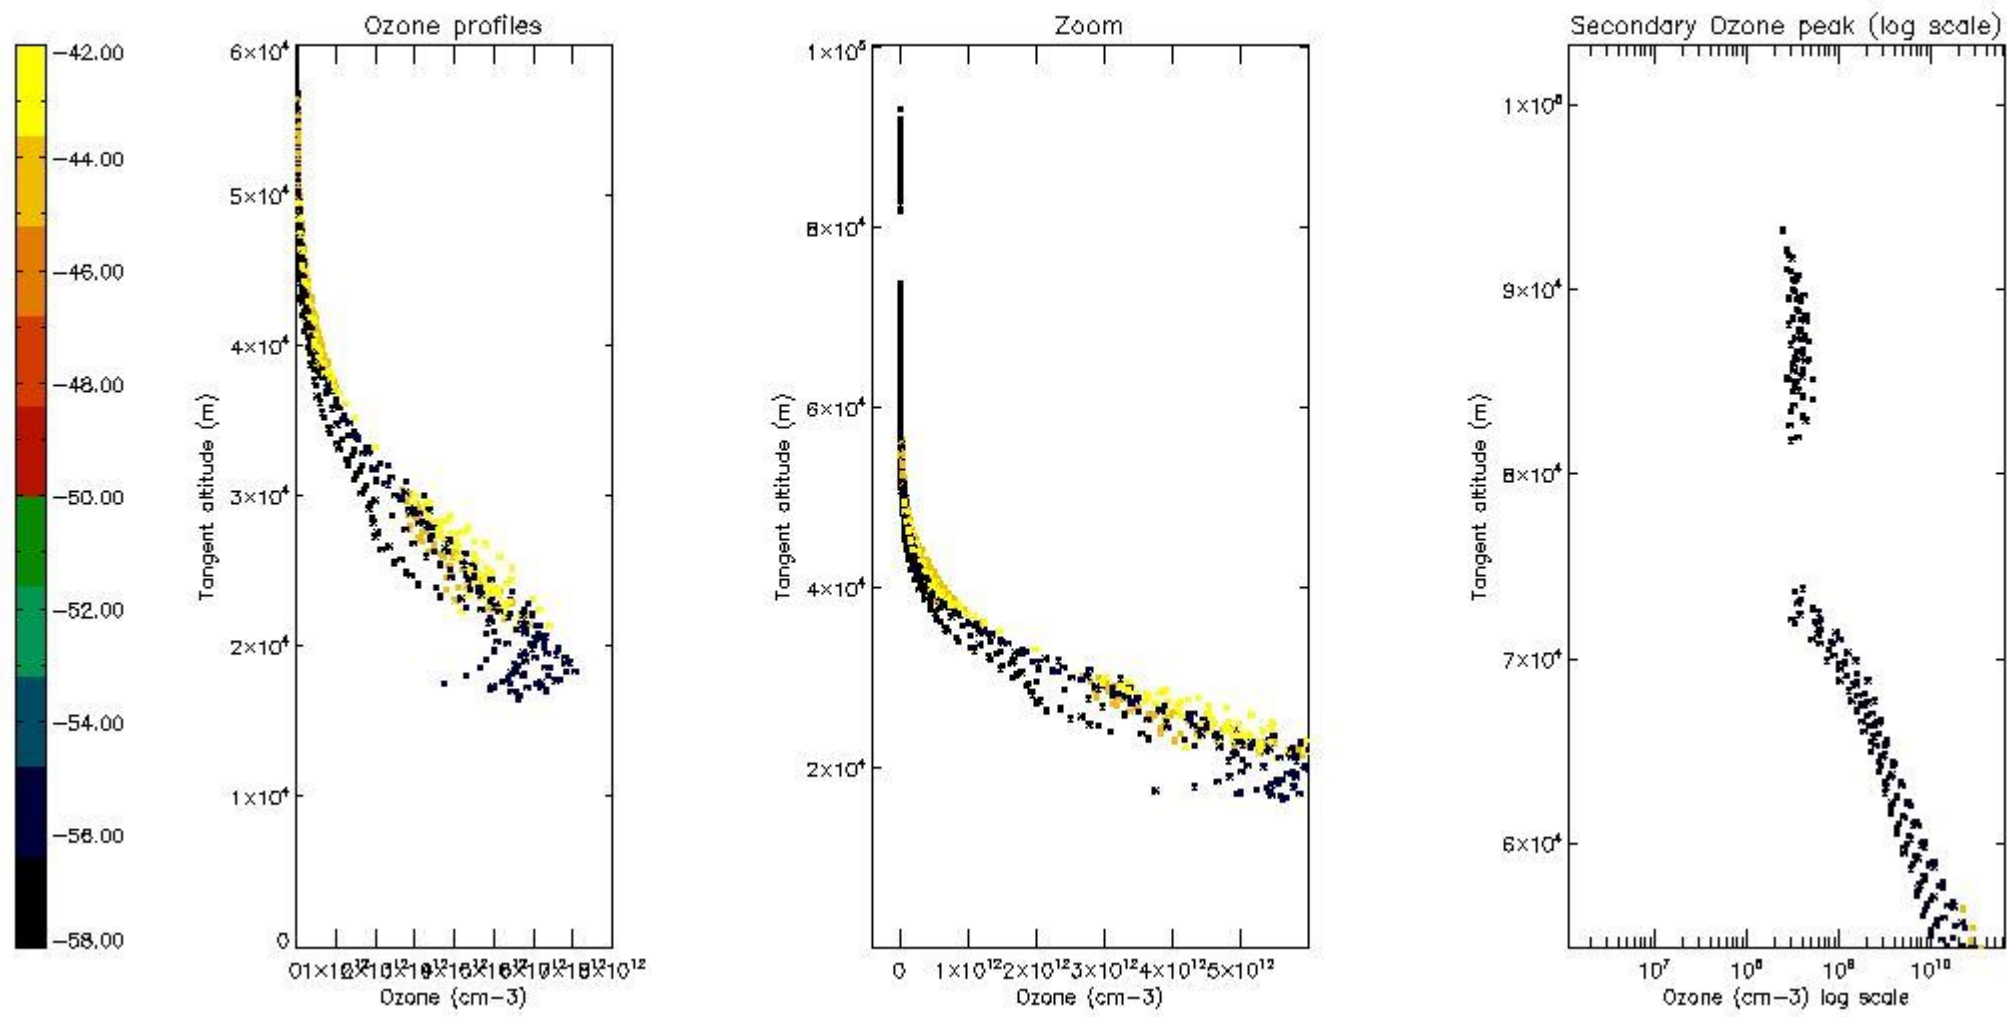 Ozone profiles
Zoom
Secondary Ozone peak (log scale)
−42.00
−44.00
−46.00
−48.00
−50.00
−52.00
−54.00
−56.00
−58.00
6×10⁴
5×10⁴
4×10⁴
3×10⁴
2×10⁴
1×10⁴
0
Tangent altitude (m)
Ozone (cm−3)
1×10⁵
8×10⁴
6×10⁴
4×10⁴
2×10⁴
Tangent altitude (m)
0 1×10¹² 2×10¹² 3×10¹² 4×10¹² 5×10¹²
Ozone (cm−3)
9×10⁴
8×10⁴
7×10⁴
6×10⁴
Tangent altitude (m)
10⁷ 10⁸ 10⁹ 10¹⁰
Ozone (cm−3) log scale